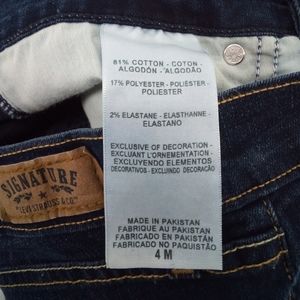 81% COTTON - COTON -
ALGODÓN - ALGODÃO
17% POLYESTER - POLIÉSTER -
POLIESTER
2% ELASTANE - ELASTHANNE -
ELASTANO
EXCLUSIVE OF DECORATION -
EXCLUANT L'ORNEMENTATION -
EXCLUYENDO ELEMENTOS
DECORATIVOS - EXCLUINDO DECORAÇÃO
MADE IN PAKISTAN
FABRIQUE AU PAKISTAN
FABRICADO EN PAKISTÁN
FABRICADO NO PAQUISTÃO
4 M
SIGNATURE
LEVI STRAUSS & CO.